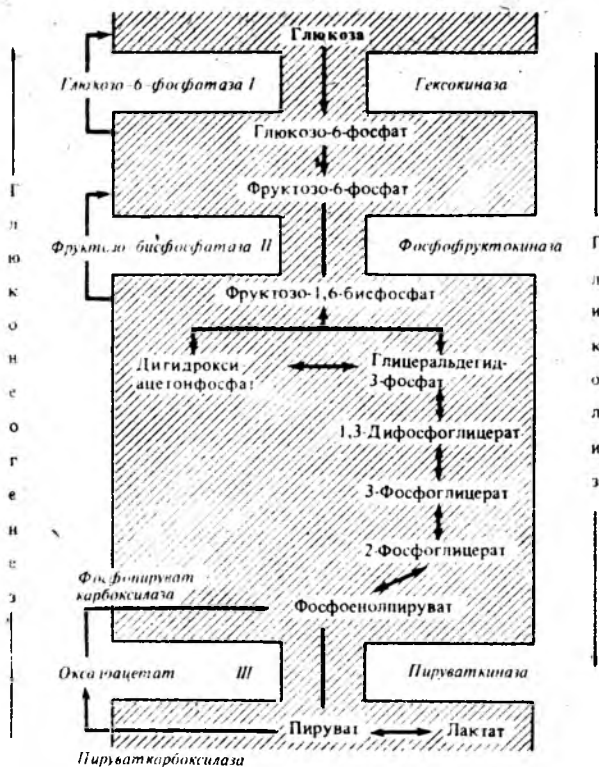 Глюкоза
Глюкозо-6-фосфатаза I
Гексокиназа
Глюкозо-6-фосфат
Фруктозо-6-фосфат
Фруктозо-бисфосфатаза II
Фосфофруктокиназа
Фруктозо-1,6-бисфосфат
Дигидрокси
ацетонфосфат
Глицеральдегид-
3-фосфат
1,3-Дифосфоглицерат
3-Фосфоглицерат
2-Фосфоглицерат
Фосфопируват
карбоксилаза
Фосфоенолпируват
Оксалоацетат
III
Пируваткиназа
Пируват
Лактат
Пируваткарбоксилаза
Глюконеогенез
Гликолиз